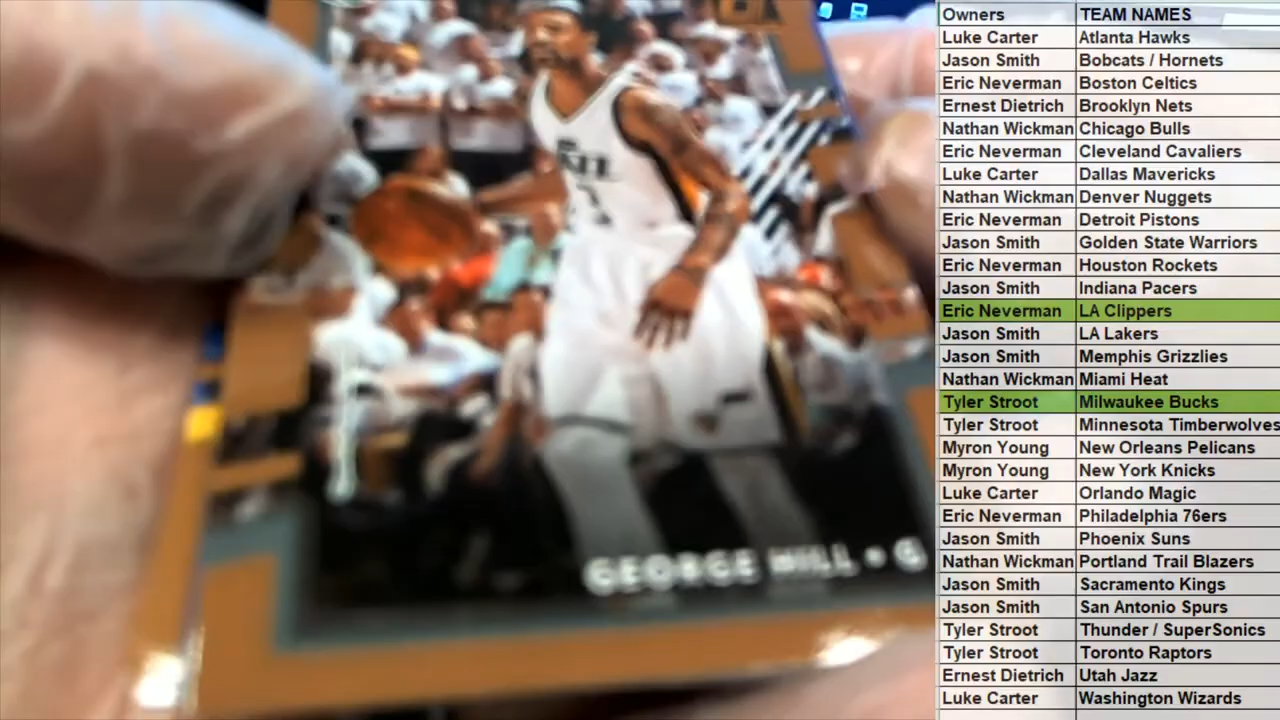 GEORGE HILL • G
Owners TEAM NAMES
Luke Carter Atlanta Hawks
Jason Smith Bobcats / Hornets
Eric Neverman Boston Celtics
Ernest Dietrich Brooklyn Nets
Nathan Wickman Chicago Bulls
Eric Neverman Cleveland Cavaliers
Luke Carter Dallas Mavericks
Nathan Wickman Denver Nuggets
Eric Neverman Detroit Pistons
Jason Smith Golden State Warriors
Eric Neverman Houston Rockets
Jason Smith Indiana Pacers
Eric Neverman LA Clippers
Jason Smith LA Lakers
Jason Smith Memphis Grizzlies
Nathan Wickman Miami Heat
Tyler Stroot Milwaukee Bucks
Tyler Stroot Minnesota Timberwolves
Myron Young New Orleans Pelicans
Myron Young New York Knicks
Luke Carter Orlando Magic
Eric Neverman Philadelphia 76ers
Jason Smith Phoenix Suns
Nathan Wickman Portland Trail Blazers
Jason Smith Sacramento Kings
Jason Smith San Antonio Spurs
Tyler Stroot Thunder / SuperSonics
Tyler Stroot Toronto Raptors
Ernest Dietrich Utah Jazz
Luke Carter Washington Wizards